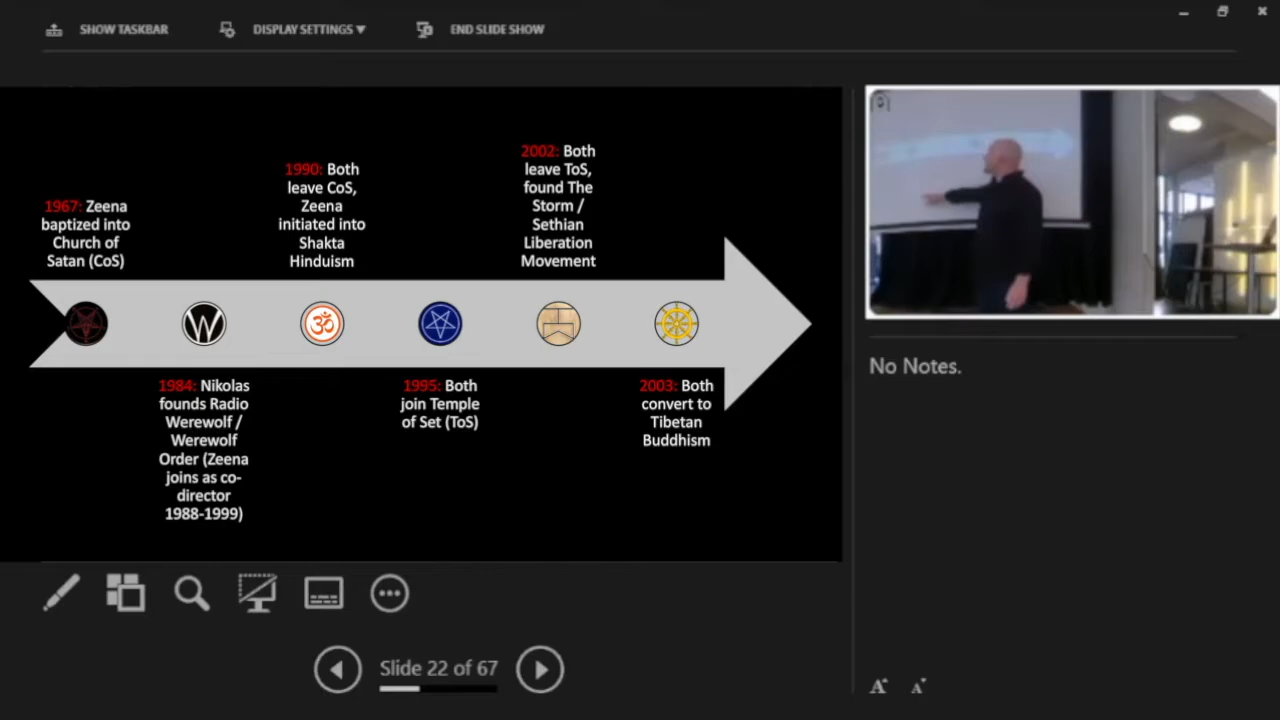 SHOW TASKBAR
DISPLAY SETTINGS ▼
END SLIDE SHOW
1967: Zeena
baptized into
Church of
Satan (CoS)
1984: Nikolas
founds Radio
Werewolf /
Werewolf
Order (Zeena
joins as co-
director
1988-1999)
1990: Both
leave CoS,
Zeena
initiated into
Shakta
Hinduism
1995: Both
join Temple
of Set (ToS)
2002: Both
leave ToS,
found The
Storm /
Sethian
Liberation
Movement
2003: Both
convert to
Tibetan
Buddhism
W
ॐ
No Notes.
Slide 22 of 67
A A